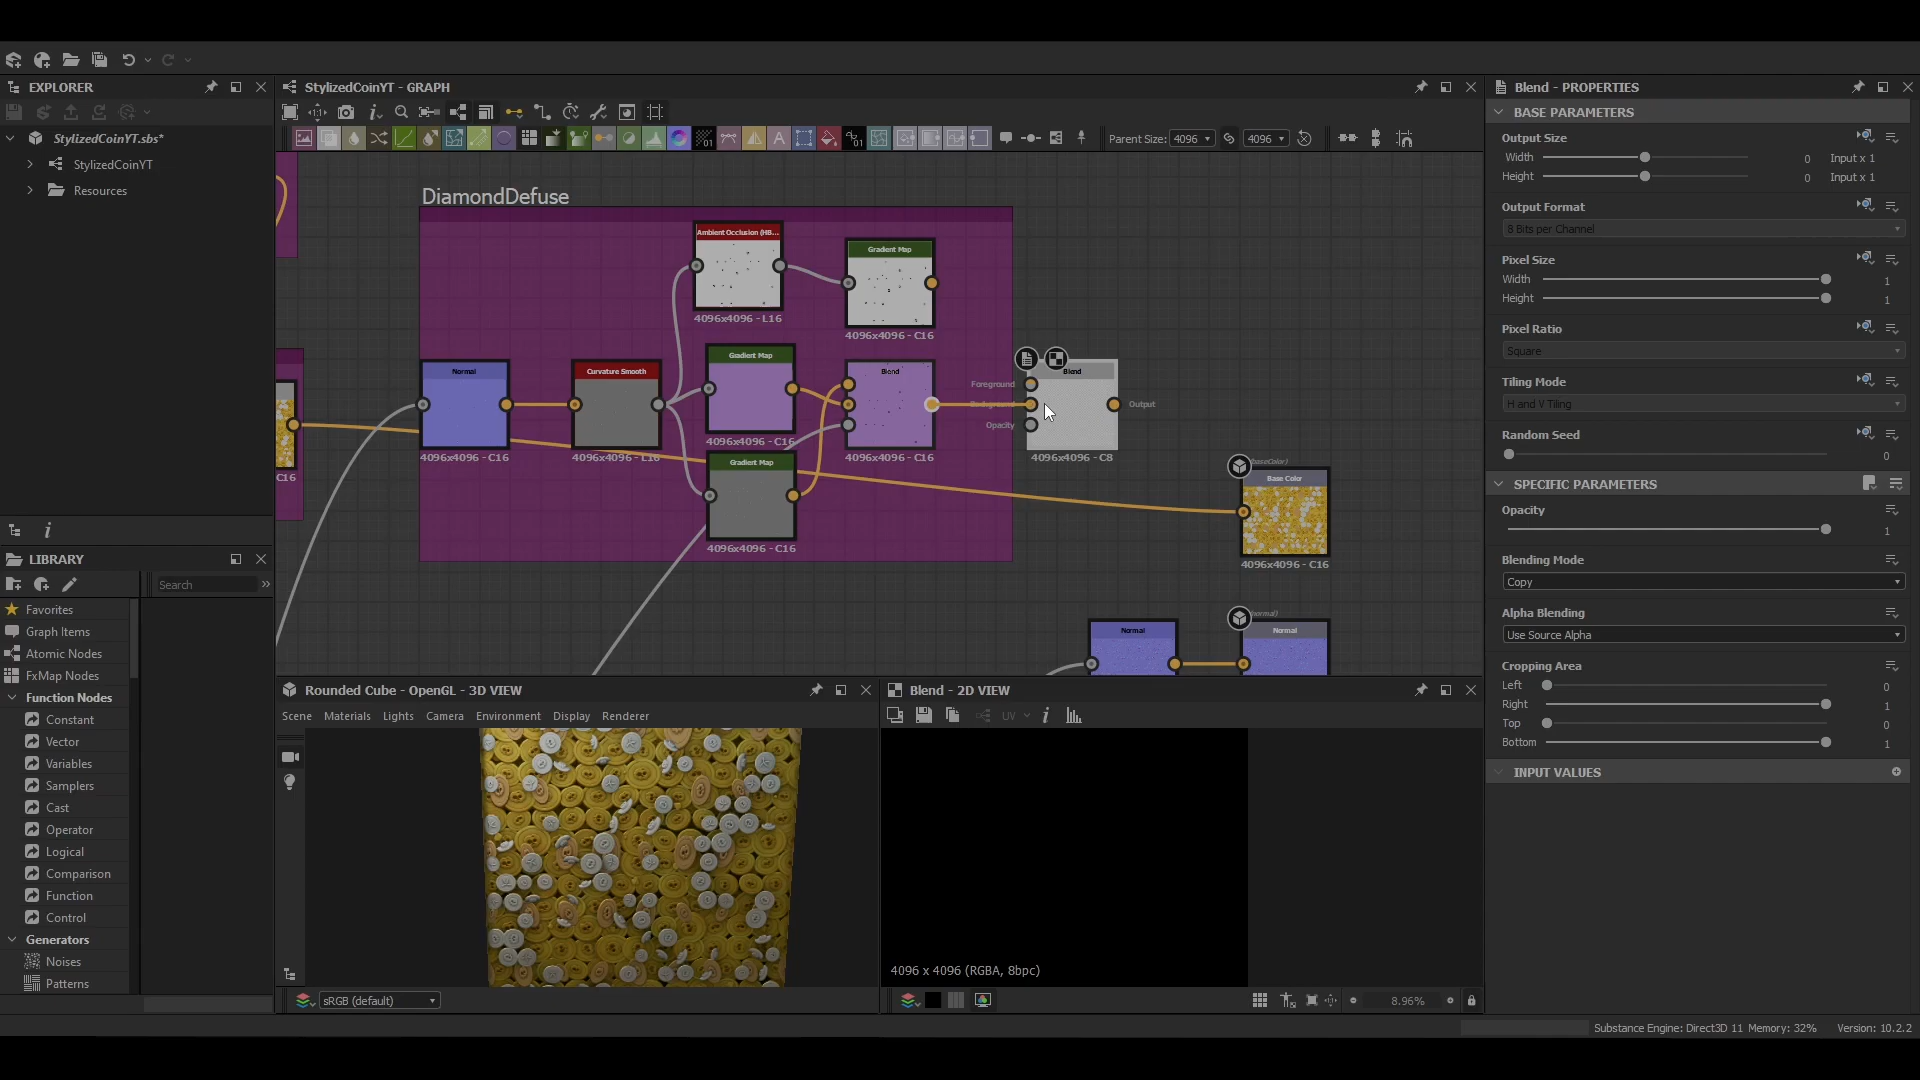 EXPLORER
StylizedCoinYT.sbs*
StylizedCoinYT
Resources
LIBRARY
Search
Favorites
Graph Items
Atomic Nodes
FxMap Nodes
Function Nodes
Constant
Vector
Variables
Samplers
Cast
Operator
Logical
Comparison
Function
Control
Generators
Noises
Patterns
StylizedCoinYT - GRAPH
Parent Size: 4096 4096
DiamondDefuse
Ambient Occlusion (HB...
4096x4096 - L16
Gradient Map
4096x4096 - C16
Normal
4096x4096 - C16
Curvature Smooth
4096x4096 - L16
Gradient Map
4096x4096 - C16
Blend
4096x4096 - C16
Gradient Map
4096x4096 - C16
Foreground
Background
Opacity
Blend
Output
4096x4096 - C8
C16
Base Color
4096x4096 - C16
Normal
Normal
Rounded Cube - OpenGL - 3D VIEW
Scene Materials Lights Camera Environment Display Renderer
sRGB (default)
Blend - 2D VIEW
UV
4096 x 4096 (RGBA, 8bpc)
8.96%
Blend - PROPERTIES
BASE PARAMETERS
Output Size
Width 0 Input x 1
Height 0 Input x 1
Output Format
8 Bits per Channel
Pixel Size
Width 1
Height 1
Pixel Ratio
Square
Tiling Mode
H and V Tiling
Random Seed
0
SPECIFIC PARAMETERS
Opacity
1
Blending Mode
Copy
Alpha Blending
Use Source Alpha
Cropping Area
Left 0
Right 1
Top 0
Bottom 1
INPUT VALUES
Substance Engine: Direct3D 11 Memory: 32% Version: 10.2.2